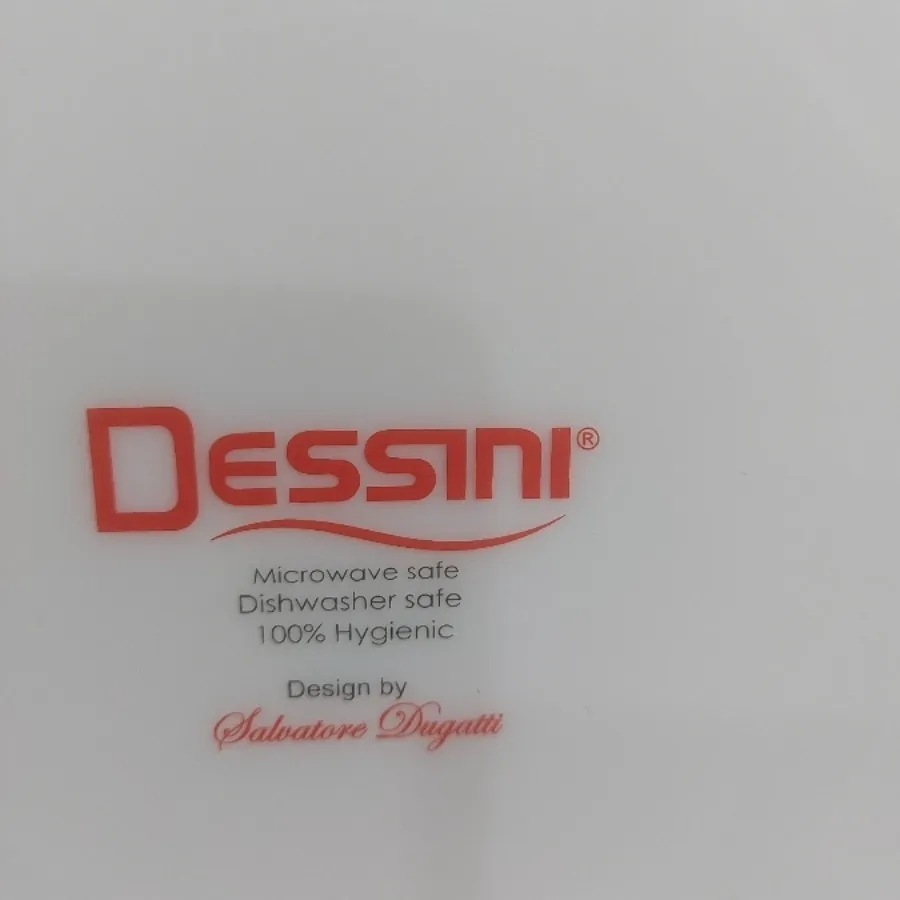 DESSINI®
Microwave safe
Dishwasher safe
100% Hygienic
Design by
Salvatore Dugatti